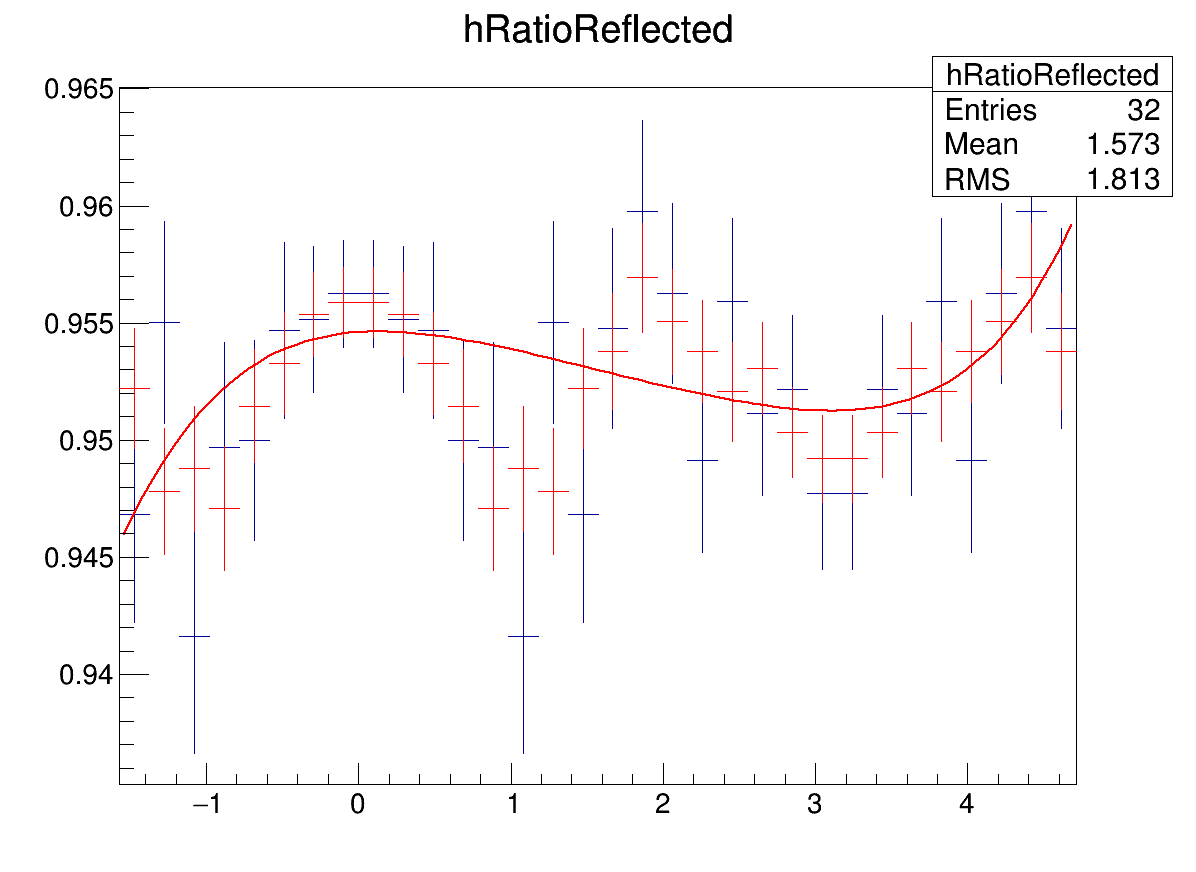 hRatioReflected
hRatioReflected
Entries 32
Mean 1.573
RMS 1.813
0.965
0.96
0.955
0.95
0.945
0.94
−1 0 1 2 3 4